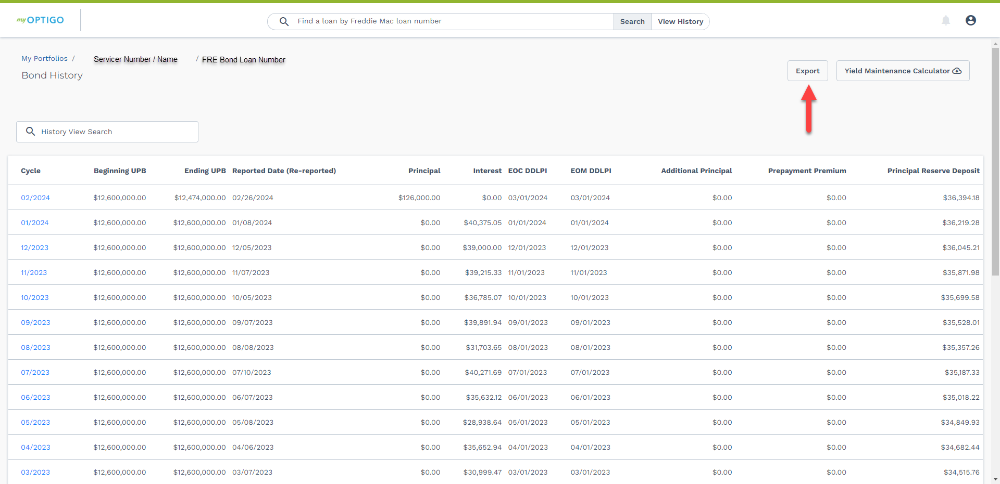 myOPTIGO
Find a loan by Freddie Mac loan number Search View History
My Portfolios / Servicer Number / Name / FRE Bond Loan Number
Bond History
Export Yield Maintenance Calculator
History View Search
Cycle Beginning UPB Ending UPB Reported Date (Re-reported) Principal Interest EOC DDLPI EOM DDLPI Additional Principal Prepayment Premium Principal Reserve Deposit
02/2024 $12,600,000.00 $12,474,000.00 02/26/2024 $126,000.00 $0.00 03/01/2024 03/01/2024 $0.00 $0.00 $36,394.18
01/2024 $12,600,000.00 $12,600,000.00 01/08/2024 $0.00 $40,375.05 01/01/2024 01/01/2024 $0.00 $0.00 $36,219.28
12/2023 $12,600,000.00 $12,600,000.00 12/05/2023 $0.00 $39,000.00 12/01/2023 12/01/2023 $0.00 $0.00 $36,045.21
11/2023 $12,600,000.00 $12,600,000.00 11/07/2023 $0.00 $39,215.33 11/01/2023 11/01/2023 $0.00 $0.00 $35,871.98
10/2023 $12,600,000.00 $12,600,000.00 10/05/2023 $0.00 $36,785.07 10/01/2023 10/01/2023 $0.00 $0.00 $35,699.58
09/2023 $12,600,000.00 $12,600,000.00 09/07/2023 $0.00 $39,891.94 09/01/2023 09/01/2023 $0.00 $0.00 $35,528.01
08/2023 $12,600,000.00 $12,600,000.00 08/08/2023 $0.00 $31,703.65 08/01/2023 08/01/2023 $0.00 $0.00 $35,357.26
07/2023 $12,600,000.00 $12,600,000.00 07/10/2023 $0.00 $40,271.69 07/01/2023 07/01/2023 $0.00 $0.00 $35,187.33
06/2023 $12,600,000.00 $12,600,000.00 06/07/2023 $0.00 $35,632.12 06/01/2023 06/01/2023 $0.00 $0.00 $35,018.22
05/2023 $12,600,000.00 $12,600,000.00 05/08/2023 $0.00 $28,938.64 05/01/2023 05/01/2023 $0.00 $0.00 $34,849.93
04/2023 $12,600,000.00 $12,600,000.00 04/06/2023 $0.00 $35,652.94 04/01/2023 04/01/2023 $0.00 $0.00 $34,682.44
03/2023 $12,600,000.00 $12,600,000.00 03/07/2023 $0.00 $30,999.47 03/01/2023 03/01/2023 $0.00 $0.00 $34,515.76